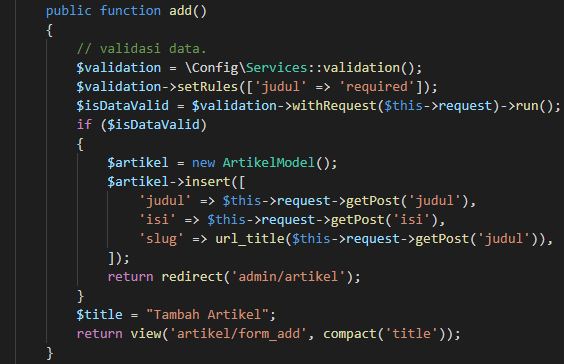 public function add()
{
// validasi data.
$validation = \Config\Services::validation();
$validation->setRules(['judul' => 'required']);
$isDataValid = $validation->withRequest($this->request)->run();
if ($isDataValid)
{
$artikel = new ArtikelModel();
$artikel->insert([
'judul' => $this->request->getPost('judul'),
'isi' => $this->request->getPost('isi'),
'slug' => url_title($this->request->getPost('judul')),
]);
return redirect('admin/artikel');
}
$title = "Tambah Artikel";
return view('artikel/form_add', compact('title'));
}